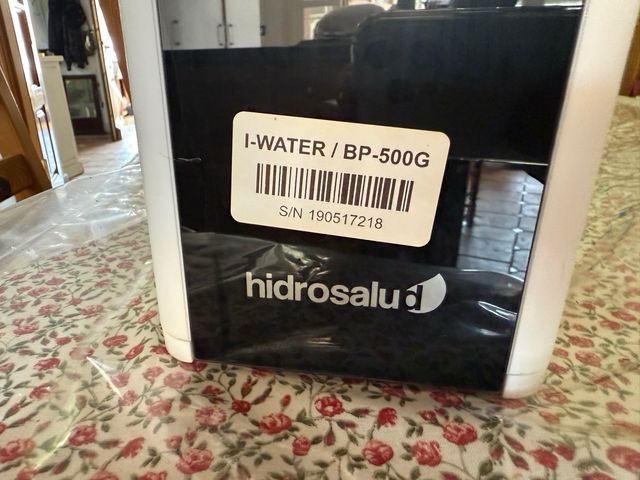 I-WATER / BP-500G
S/N 190517218
hidrosalud